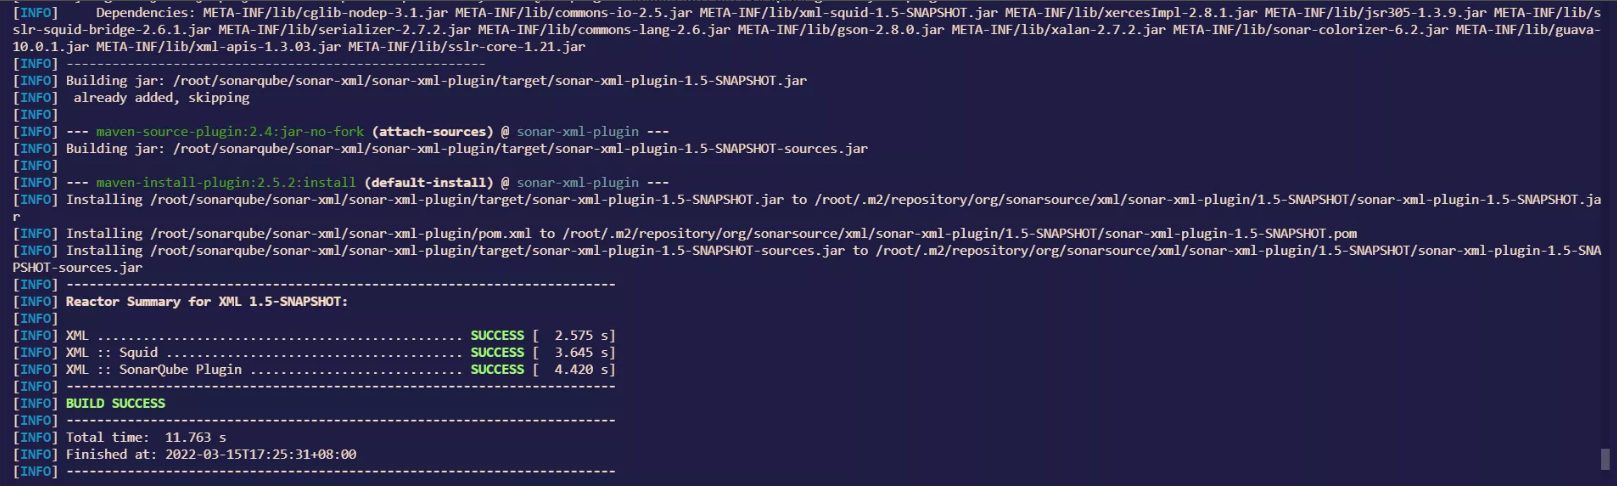 [INFO]     Dependencies: META-INF/lib/cglib-nodep-3.1.jar META-INF/lib/commons-io-2.5.jar META-INF/lib/xml-squid-1.5-SNAPSHOT.jar META-INF/lib/xercesImpl-2.8.1.jar META-INF/lib/jsr305-1.3.9.jar META-INF/lib/s
slr-squid-bridge-2.6.1.jar META-INF/lib/serializer-2.7.2.jar META-INF/lib/commons-lang-2.6.jar META-INF/lib/gson-2.8.0.jar META-INF/lib/xalan-2.7.2.jar META-INF/lib/sonar-colorizer-6.2.jar META-INF/lib/guava-
10.0.1.jar META-INF/lib/xml-apis-1.3.03.jar META-INF/lib/sslr-core-1.21.jar
[INFO] -------------------------------------------------------
[INFO] Building jar: /root/sonarqube/sonar-xml/sonar-xml-plugin/target/sonar-xml-plugin-1.5-SNAPSHOT.jar
[INFO]  already added, skipping
[INFO]
[INFO] --- maven-source-plugin:2.4:jar-no-fork (attach-sources) @ sonar-xml-plugin ---
[INFO] Building jar: /root/sonarqube/sonar-xml/sonar-xml-plugin/target/sonar-xml-plugin-1.5-SNAPSHOT-sources.jar
[INFO]
[INFO] --- maven-install-plugin:2.5.2:install (default-install) @ sonar-xml-plugin ---
[INFO] Installing /root/sonarqube/sonar-xml/sonar-xml-plugin/target/sonar-xml-plugin-1.5-SNAPSHOT.jar to /root/.m2/repository/org/sonarsource/xml/sonar-xml-plugin/1.5-SNAPSHOT/sonar-xml-plugin-1.5-SNAPSHOT.ja
r
[INFO] Installing /root/sonarqube/sonar-xml/sonar-xml-plugin/pom.xml to /root/.m2/repository/org/sonarsource/xml/sonar-xml-plugin/1.5-SNAPSHOT/sonar-xml-plugin-1.5-SNAPSHOT.pom
[INFO] Installing /root/sonarqube/sonar-xml/sonar-xml-plugin/target/sonar-xml-plugin-1.5-SNAPSHOT-sources.jar to /root/.m2/repository/org/sonarsource/xml/sonar-xml-plugin/1.5-SNAPSHOT/sonar-xml-plugin-1.5-SNA
PSHOT-sources.jar
[INFO] ------------------------------------------------------------------------
[INFO] Reactor Summary for XML 1.5-SNAPSHOT:
[INFO]
[INFO] XML ................................................ SUCCESS [  2.575 s]
[INFO] XML :: Squid ....................................... SUCCESS [  3.645 s]
[INFO] XML :: SonarQube Plugin ............................ SUCCESS [  4.420 s]
[INFO] ------------------------------------------------------------------------
[INFO] BUILD SUCCESS
[INFO] ------------------------------------------------------------------------
[INFO] Total time:  11.763 s
[INFO] Finished at: 2022-03-15T17:25:31+08:00
[INFO] ------------------------------------------------------------------------